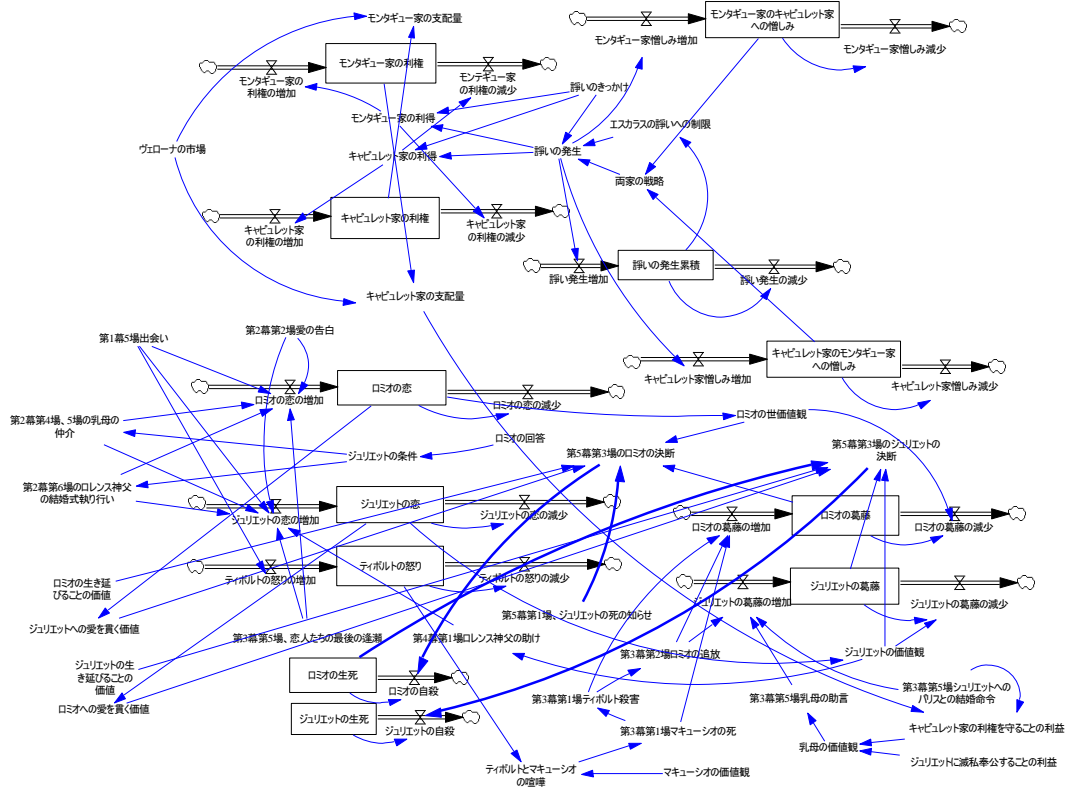 モンタギュー家の支配量
モンタギュー家憎しみ増加
モンタギュー家のキャピュレット家
への憎しみ
モンタギュー家憎しみ減少
モンタギュー家の
利権の増加
モンタギュー家の利権
モンテギュー家
の利権の減少
諍いのきっかけ
モンタギュー家の利得
エスカラスの諍いへの制限
ヴェローナの市場
キャピュレット家の利得
諍いの発生
両家の戦略
キャピュレット家
の利権の増加
キャピュレット家の利権
キャピュレット家
の利権の減少
諍い発生増加
諍いの発生累積
諍い発生の減少
キャピュレット家の支配量
第1幕5場出会い
第2幕第2場愛の告白
キャピュレット家憎しみ増加
キャピュレット家のモンタギュー家
への憎しみ
キャピュレット家憎しみ減少
ロミオの恋の増加
ロミオの恋
ロミオの恋の減少
ロミオの世価値観
第2幕第4場、5場の乳母の
仲介
ロミオの回答
ジュリエットの条件
第5幕第3場のロミオの決断
第5幕第3場のジュリエットの
決断
第2幕第6場のロレンス神父
の結婚式執り行い
ジュリエットの恋の増加
ジュリエットの恋
ジュリエットの恋の減少
ロミオの葛藤の増加
ロミオの葛藤
ロミオの葛藤の減少
ティボルトの怒りの増加
ティボルトの怒り
ティボルトの怒りの減少
ロミオの生き延
びることの価値
ジュリエットの葛藤の増加
ジュリエットの葛藤
ジュリエットの葛藤の減少
第5幕第1場、ジュリエットの死の知らせ
ジュリエットへの愛を貫く価値
第3幕第5場、恋人たちの最後の逢瀬
第4幕第1場ロレンス神父の助け
第3幕第2場ロミオの追放
ジュリエットの価値観
ジュリエットの生
き延びることの
価値
ロミオの生死
ロミオの自殺
第3幕第1場ティボルト殺害
第3幕第5場乳母の助言
第3幕第5場ジュリエットへの
パリスとの結婚命令
ロミオへの愛を貫く価値
ジュリエットの生死
ジュリエットの自殺
第3幕第1場マキューシオの死
キャピュレット家の利権を守ることの利益
乳母の価値観
ジュリエットに滅私奉公することの利益
ティボルトとマキューシオ
の喧嘩
マキューシオの価値観